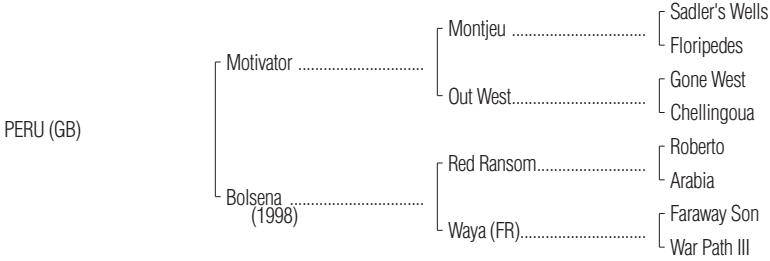 Sadler's Wells
Montjeu ..............................
Floripedes
Motivator ............................
Gone West
Out West..............................
Chellingoua
PERU (GB)
Roberto
Red Ransom........................
Arabia
Bolsena ..............................
(1998)
Faraway Son
Waya (FR)............................
War Path III